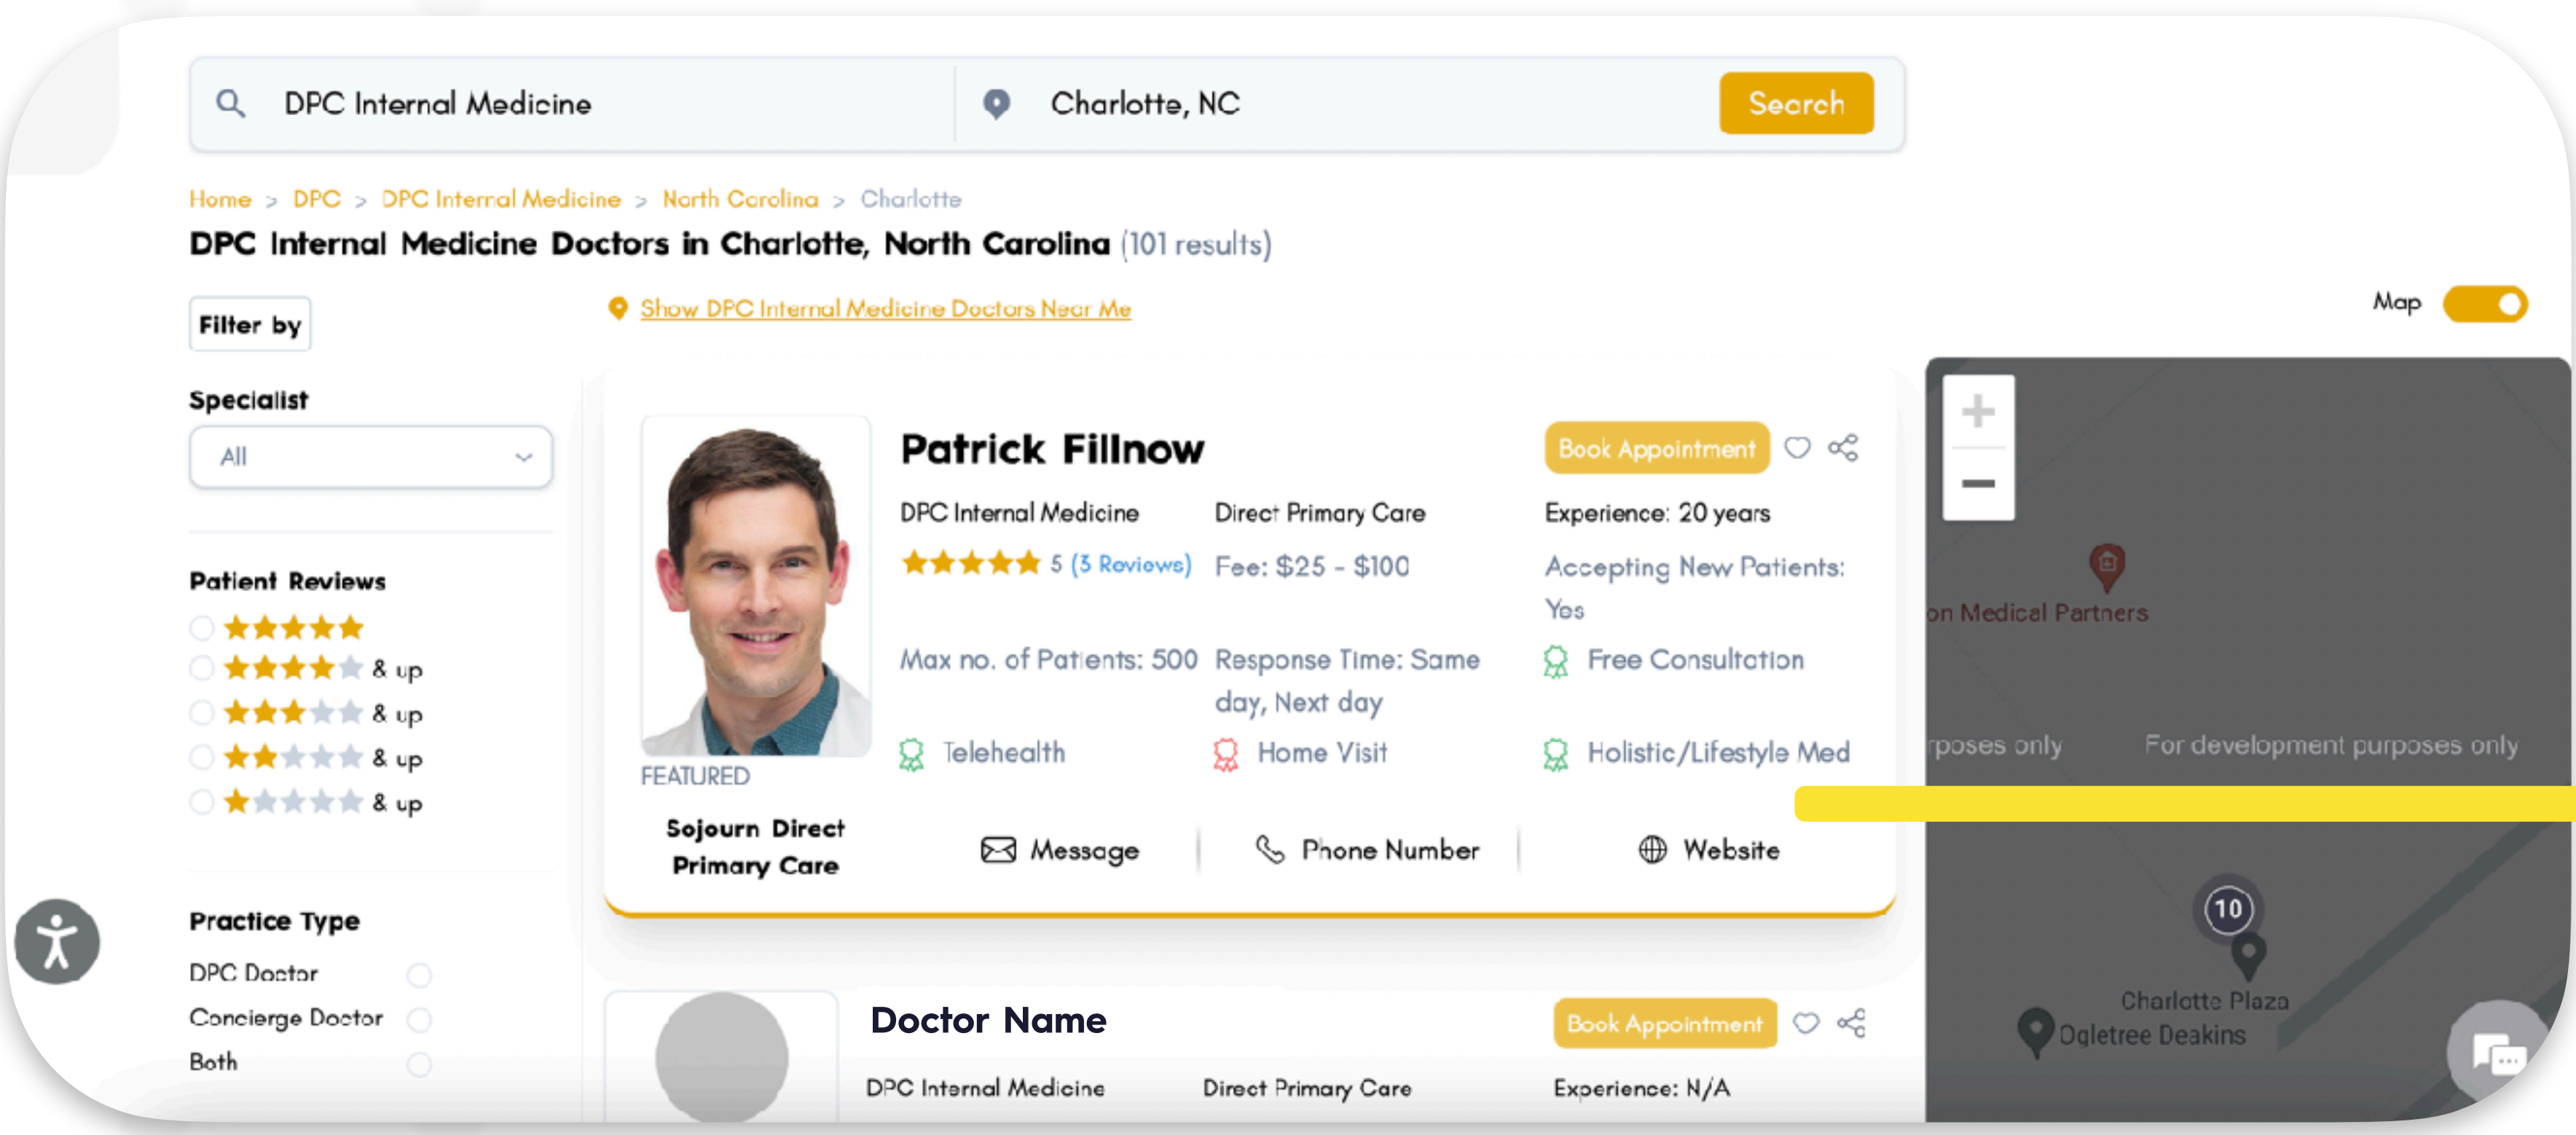 DPC Internal Medicine
Charlotte, NC
Search
Home > DPC > DPC Internal Medicine > North Carolina > Charlotte
DPC Internal Medicine Doctors in Charlotte, North Carolina (101 results)
Filter by
Show DPC Internal Medicine Doctors Near Me
Map
Specialist
All
Patient Reviews
& up
& up
& up
& up
Practice Type
DPC Doctor
Concierge Doctor
Both
Patrick Fillnow
Book Appointment
DPC Internal Medicine
Direct Primary Care
Experience: 20 years
5 (3 Reviews)
Fee: $25 - $100
Accepting New Patients:
Yes
Max no. of Patients: 500
Response Time: Same
day, Next day
Free Consultation
Telehealth
Home Visit
Holistic/Lifestyle Med
FEATURED
Sojourn Direct
Primary Care
Message
Phone Number
Website
Doctor Name
Book Appointment
DPC Internal Medicine
Direct Primary Care
Experience: N/A
on Medical Partners
rposes only
For development purposes only
10
Charlotte Plaza
Ogletree Deakins